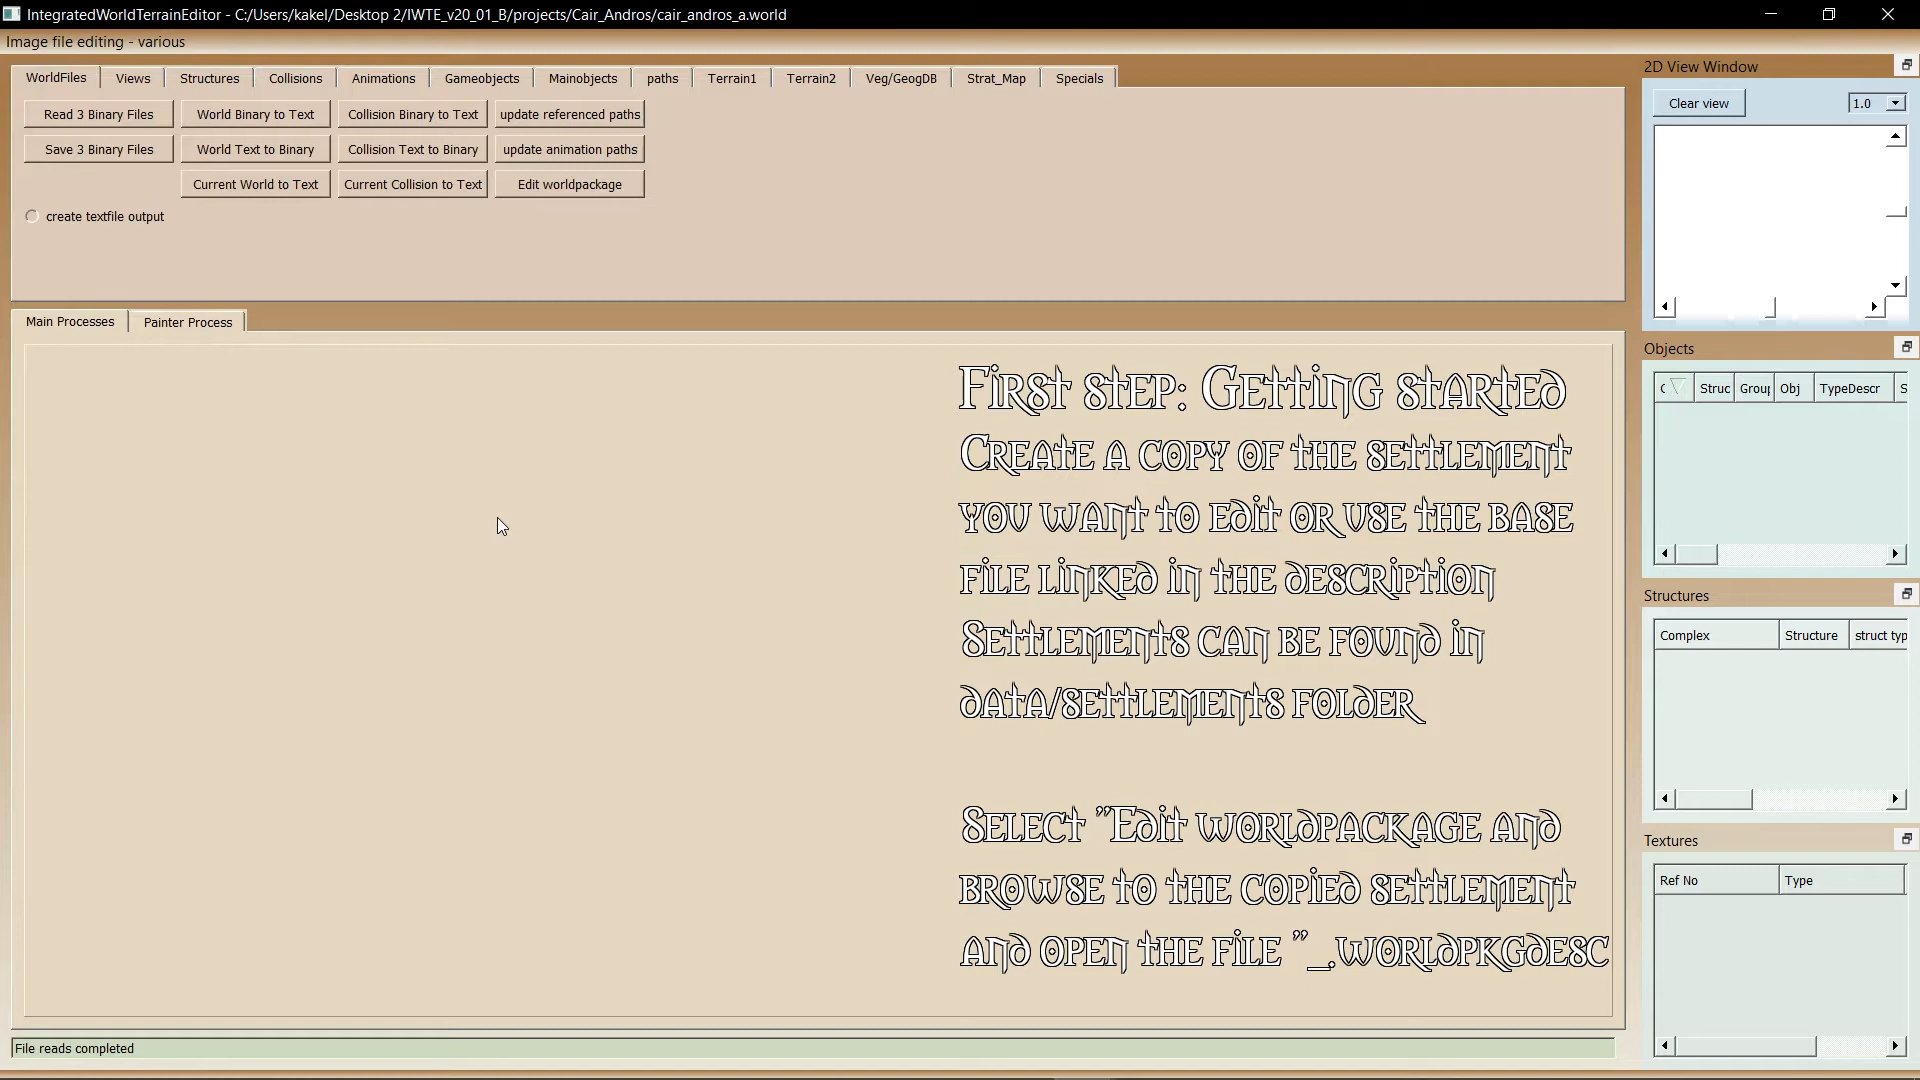 IntegratedWorldTerrainEditor - C:/Users/kakel/Desktop 2/IWTE_v20_01_B/projects/Cair_Andros/cair_andros_a.world
Image file editing - various
WorldFiles Views Structures Collisions Animations Gameobjects Mainobjects paths Terrain1 Terrain2 Veg/GeogDB Strat_Map Specials
Read 3 Binary Files World Binary to Text Collision Binary to Text update referenced paths
Save 3 Binary Files World Text to Binary Collision Text to Binary update animation paths
Current World to Text Current Collision to Text Edit worldpackage
create textfile output
Main Processes Painter Process
First step: Getting started
Create a copy of the settlement
you want to edit or use the base
file linked in the description
Settlements can be found in
data/settlements folder
Select "Edit worldpackage and
browse to the copied settlement
and open the file "_.worldpkgdesc
File reads completed
2D View Window
Clear view 1.0
Objects
C Struc Group Obj TypeDescr S
Structures
Complex Structure struct typ
Textures
Ref No Type